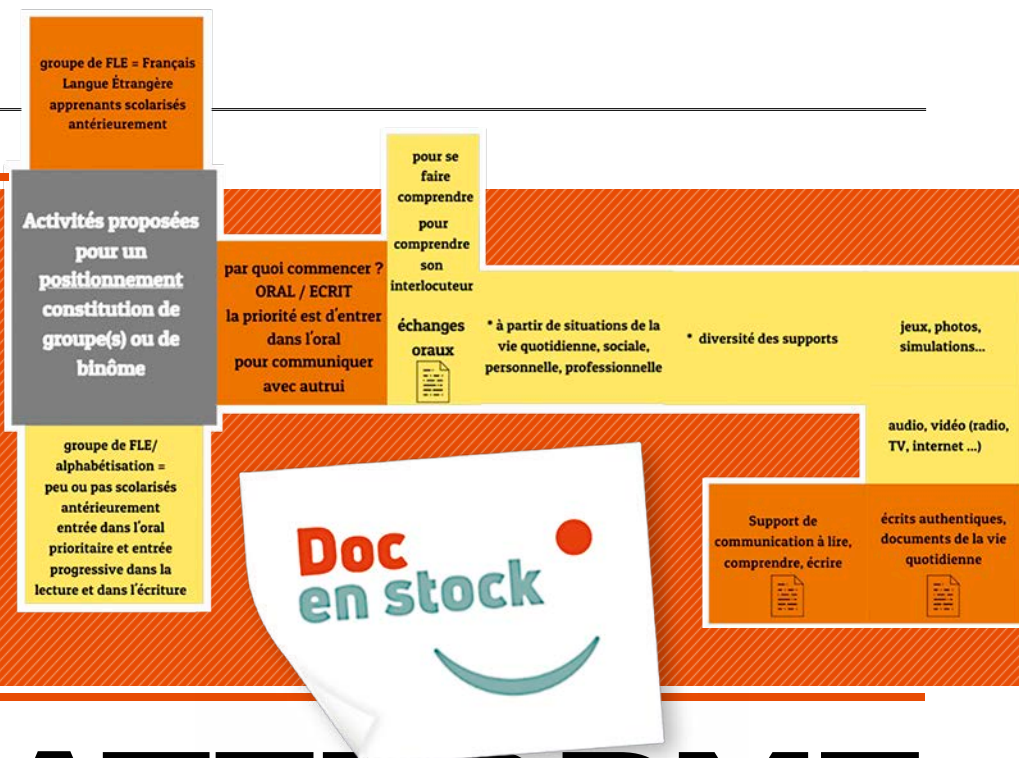 groupe de FLE = Français
Langue Étrangère
apprenants scolarisés
antérieurement
Activités proposées
pour un
positionnement
constitution de
groupe(s) ou de
binôme
groupe de FLE/
alphabétisation =
peu ou pas scolarisés
antérieurement
entrée dans l'oral
prioritaire et entrée
progressive dans la
lecture et dans l'écriture
par quoi commencer ?
ORAL / ECRIT
la priorité est d'entrer
dans l'oral
pour communiquer
avec autrui
pour se
faire
comprendre
pour
comprendre
son
interlocuteur
échanges
oraux
* à partir de situations de la
vie quotidienne, sociale,
personnelle, professionnelle
* diversité des supports
jeux, photos,
simulations...
audio, vidéo (radio,
TV, internet ...)
Support de
communication à lire,
comprendre, écrire
écrits authentiques,
documents de la vie
quotidienne
Doc
en stock